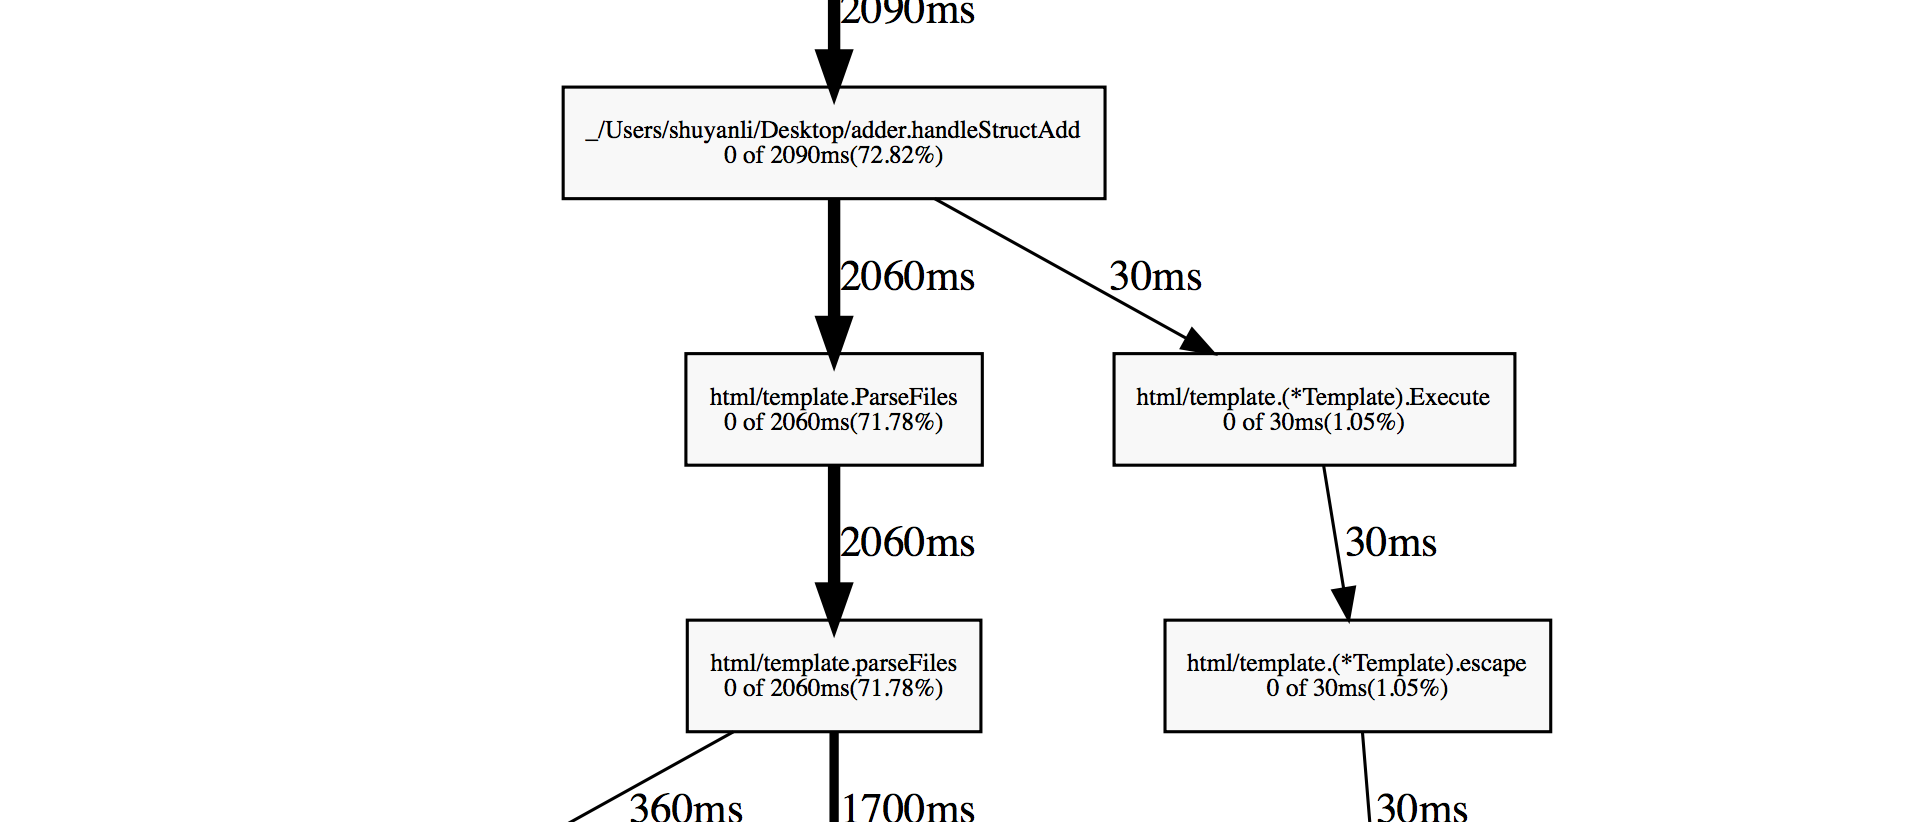 2090ms
_/Users/shuyanli/Desktop/adder.handleStructAdd
0 of 2090ms(72.82%)
2060ms
30ms
html/template.ParseFiles
0 of 2060ms(71.78%)
html/template.(*Template).Execute
0 of 30ms(1.05%)
2060ms
30ms
html/template.parseFiles
0 of 2060ms(71.78%)
html/template.(*Template).escape
0 of 30ms(1.05%)
360ms
1700ms
30ms